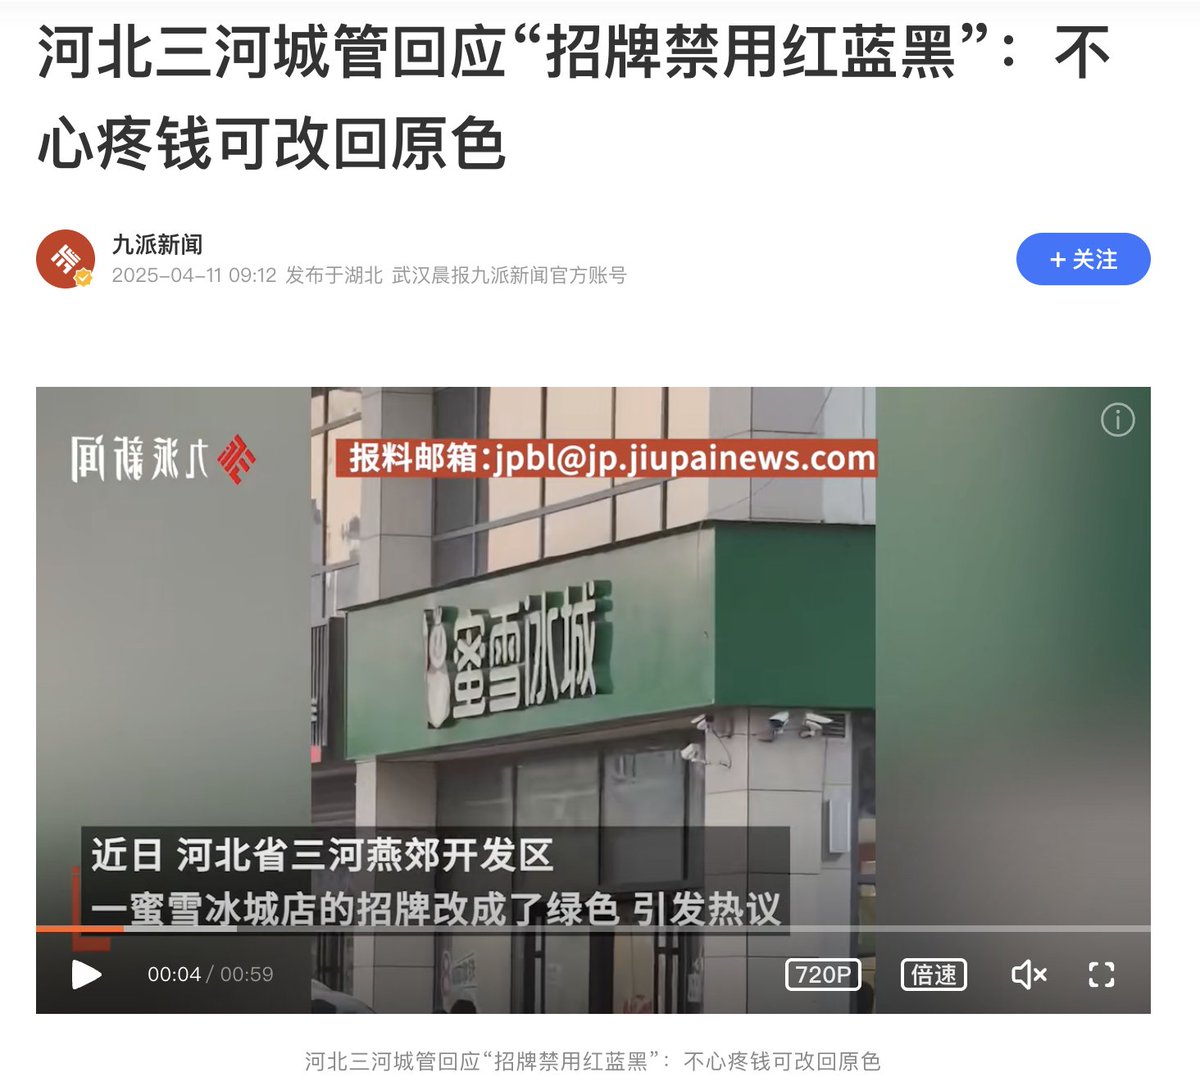 河北三河城管回应“招牌禁用红蓝黑”：不
心疼钱可改回原色
九派新闻
2025-04-11 09:12 发布于湖北 武汉晨报九派新闻官方账号
+ 关注
九派新闻
报料邮箱：jpbl@jp.jiupainews.com
蜜雪冰城
近日 河北省三河燕郊开发区
一蜜雪冰城店的招牌改成了绿色 引发热议
00:04 / 00:59
720P
倍速
河北三河城管回应“招牌禁用红蓝黑”：不心疼钱可改回原色